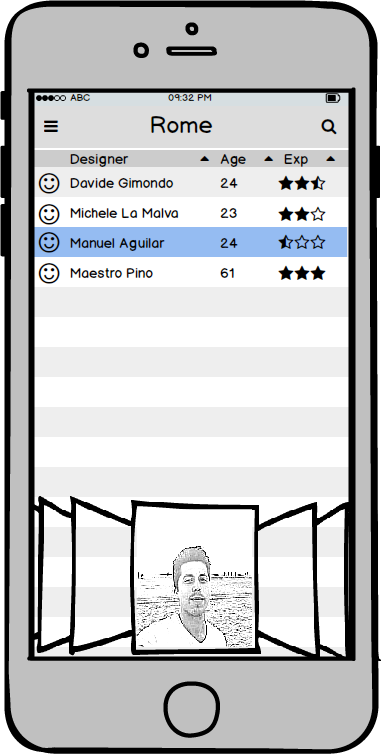 ABC 09:32 PM
Rome
Designer Age Exp
Davide Gimondo 24
Michele La Malva 23
Manuel Aguilar 24
Maestro Pino 61